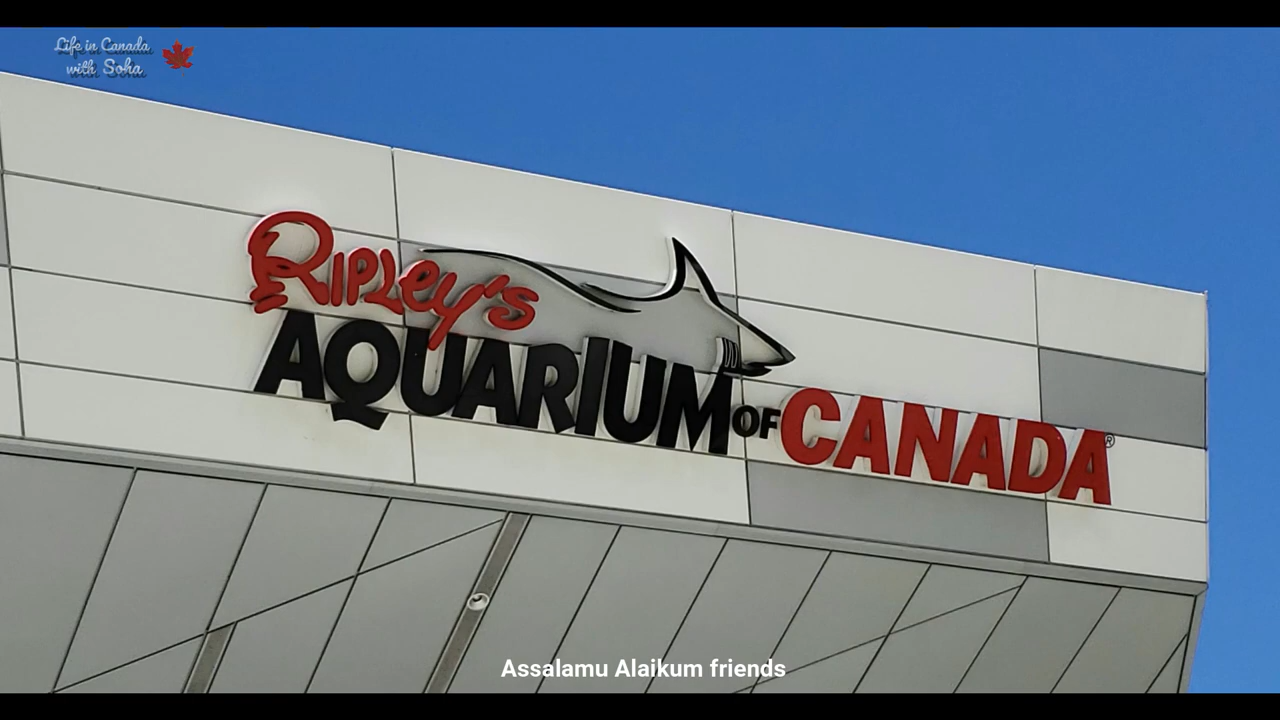 Life in Canada
with Soha
RIPLEY'S
AQUARIUM OF CANADA®
Assalamu Alaikum friends